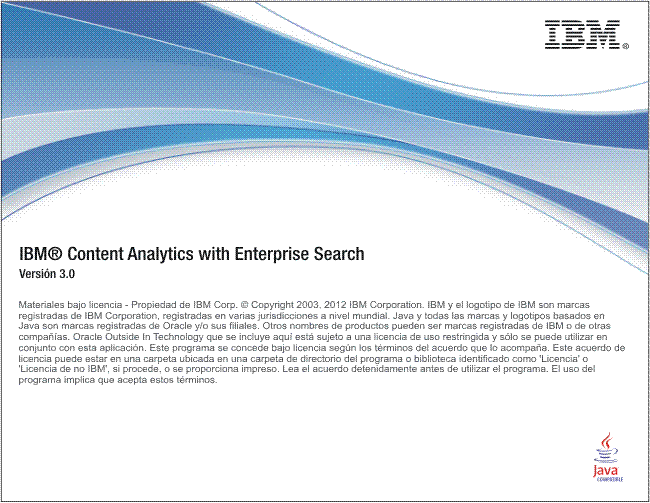 IBM®
IBM® Content Analytics with Enterprise Search
Versión 3.0
Materiales bajo licencia - Propiedad de IBM Corp. © Copyright 2003, 2012 IBM Corporation. IBM y el logotipo de IBM son marcas
registradas de IBM Corporation, registradas en varias jurisdicciones a nivel mundial. Java y todas las marcas y logotipos basados en
Java son marcas registradas de Oracle y/o sus filiales. Otros nombres de productos pueden ser marcas registradas de IBM o de otras
compañías. Oracle Outside In Technology que se incluye aquí está sujeto a una licencia de uso restringida y sólo se puede utilizar en
conjunto con esta aplicación. Este programa se concede bajo licencia según los términos del acuerdo que lo acompaña. Este acuerdo de
licencia puede estar en una carpeta ubicada en una carpeta de directorio del programa o biblioteca identificado como 'Licencia' o
'Licencia de no IBM', si procede, o se proporciona impreso. Lea el acuerdo detenidamente antes de utilizar el programa. El uso del
programa implica que acepta estos términos.
Java
COMPATIBLE